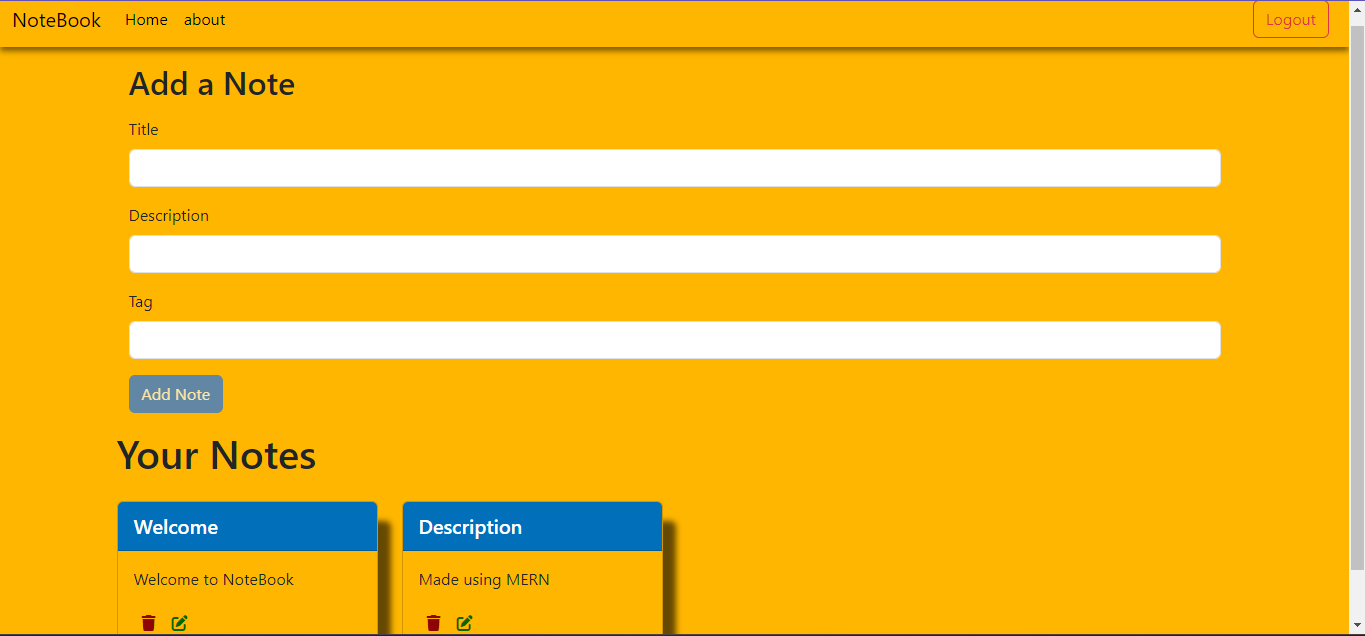 NoteBook Home about Logout
Add a Note
Title
Description
Tag
Add Note
Your Notes
Welcome Description
Welcome to NoteBook Made using MERN